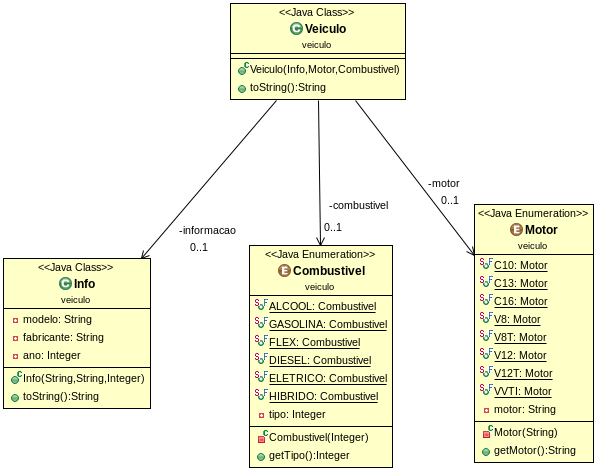 <<Java Class>>
Veiculo
veiculo
Veiculo(Info,Motor,Combustivel)
toString():String
-informacao
0..1
-combustivel
0..1
-motor
0..1
<<Java Class>>
Info
veiculo
modelo: String
fabricante: String
ano: Integer
Info(String,String,Integer)
toString():String
<<Java Enumeration>>
Combustivel
veiculo
ALCOOL: Combustivel
GASOLINA: Combustivel
FLEX: Combustivel
DIESEL: Combustivel
ELETRICO: Combustivel
HIBRIDO: Combustivel
tipo: Integer
Combustivel(Integer)
getTipo():Integer
<<Java Enumeration>>
Motor
veiculo
C10: Motor
C13: Motor
C16: Motor
V8: Motor
V8T: Motor
V12: Motor
V12T: Motor
VVTI: Motor
motor: String
Motor(String)
getMotor():String